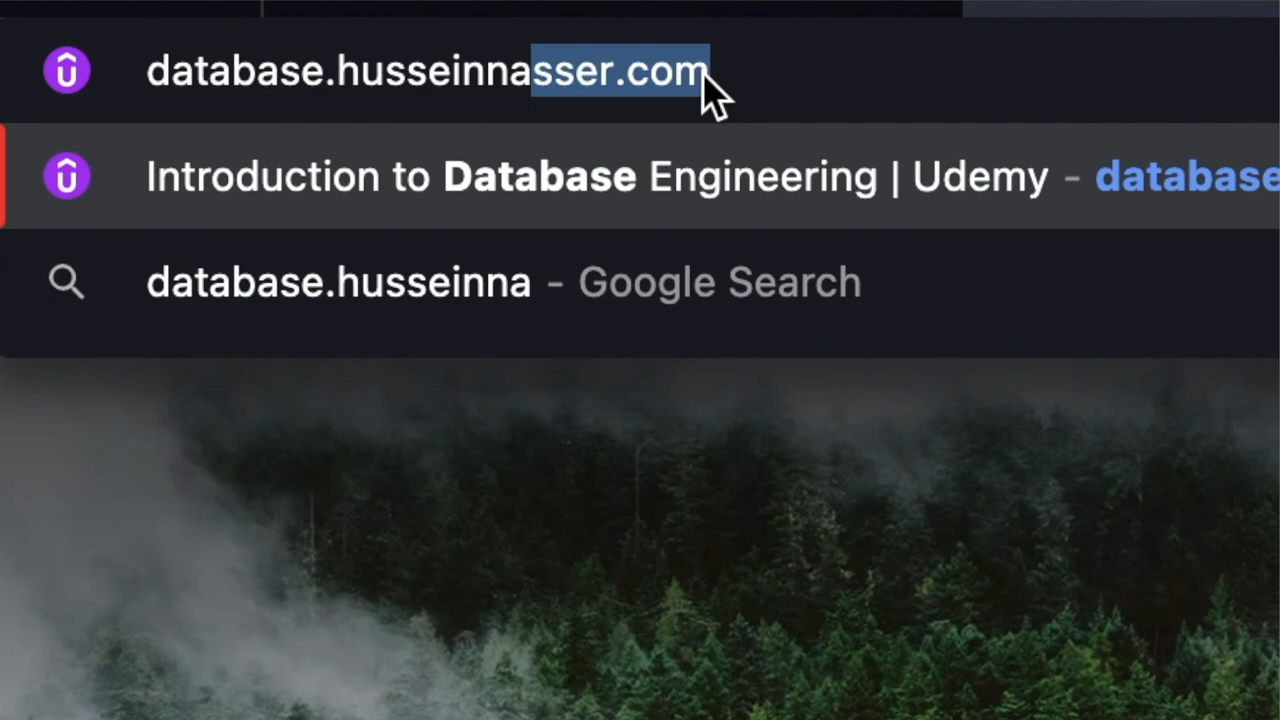 database.husseinnasser.com
Introduction to Database Engineering | Udemy - database
database.husseinna - Google Search